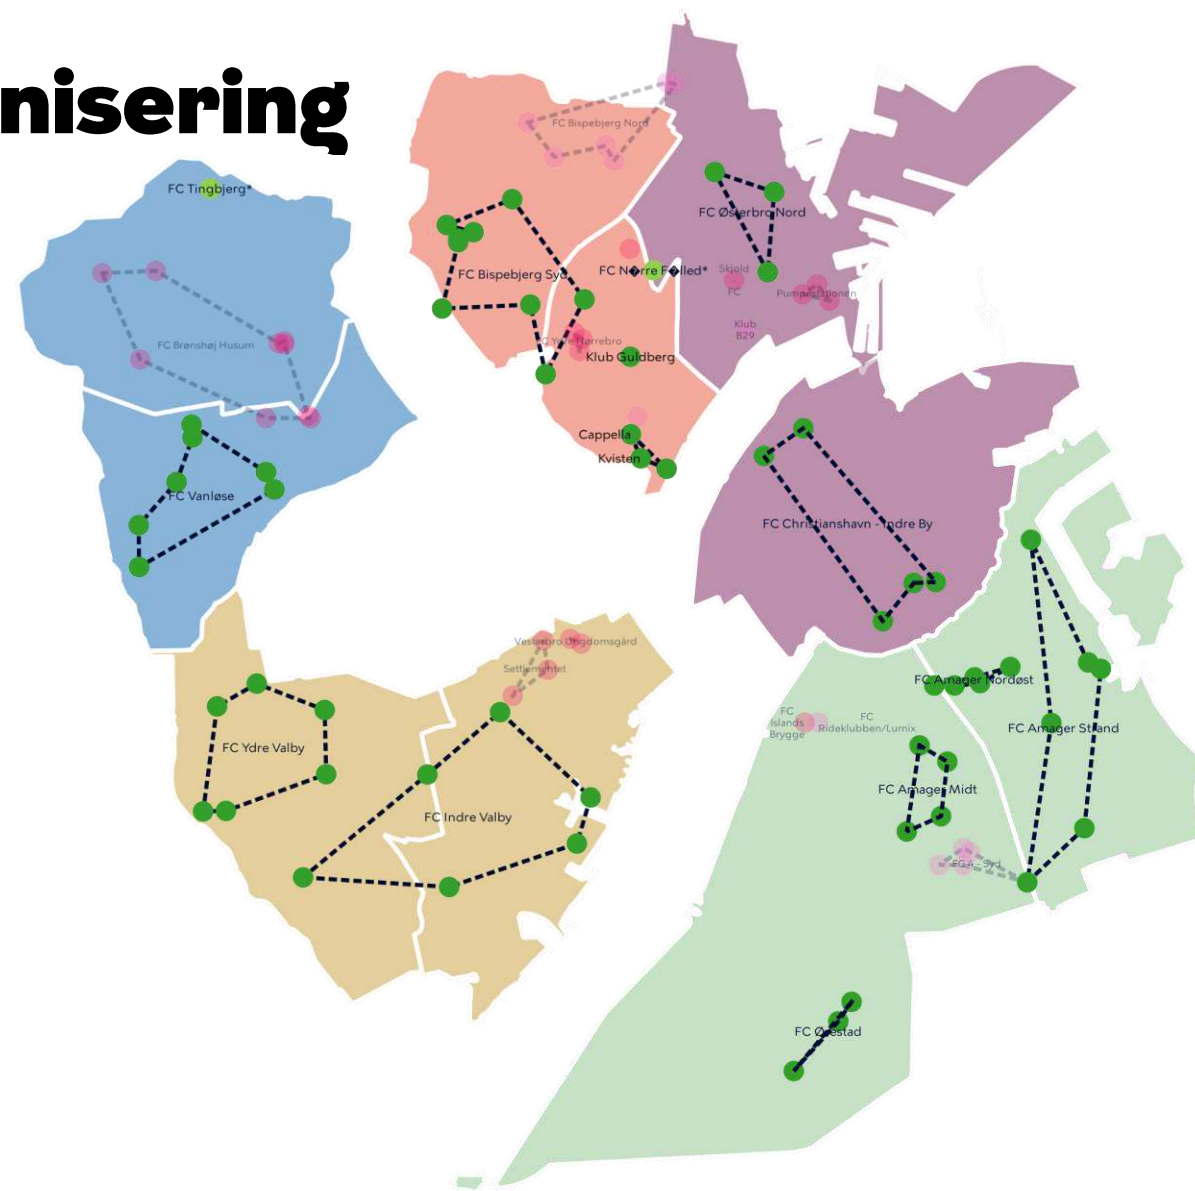 nisering
FC Bispebjerg Nord
FC Tingbjerg*
FC Østerbro Nord
FC Bispebjerg Syd
FC N�rre F�lled*
Skjold
FC
Pumpestationen
Klub
B29
FC Brønshøj Husum
FC Ydre Nørrebro
Klub Guldberg
Cappella
Kvisten
FC Vanløse
FC Christianshavn - Indre By
Vesterbro Ungdomsgård
Settlementet
FC Amager Nordøst
FC
Islands
Brygge
FC
Rideklubben/Lumix
FC Amager Strand
FC Ydre Valby
FC Amager Midt
FC Indre Valby
FC A - Syd
FC Ørestad